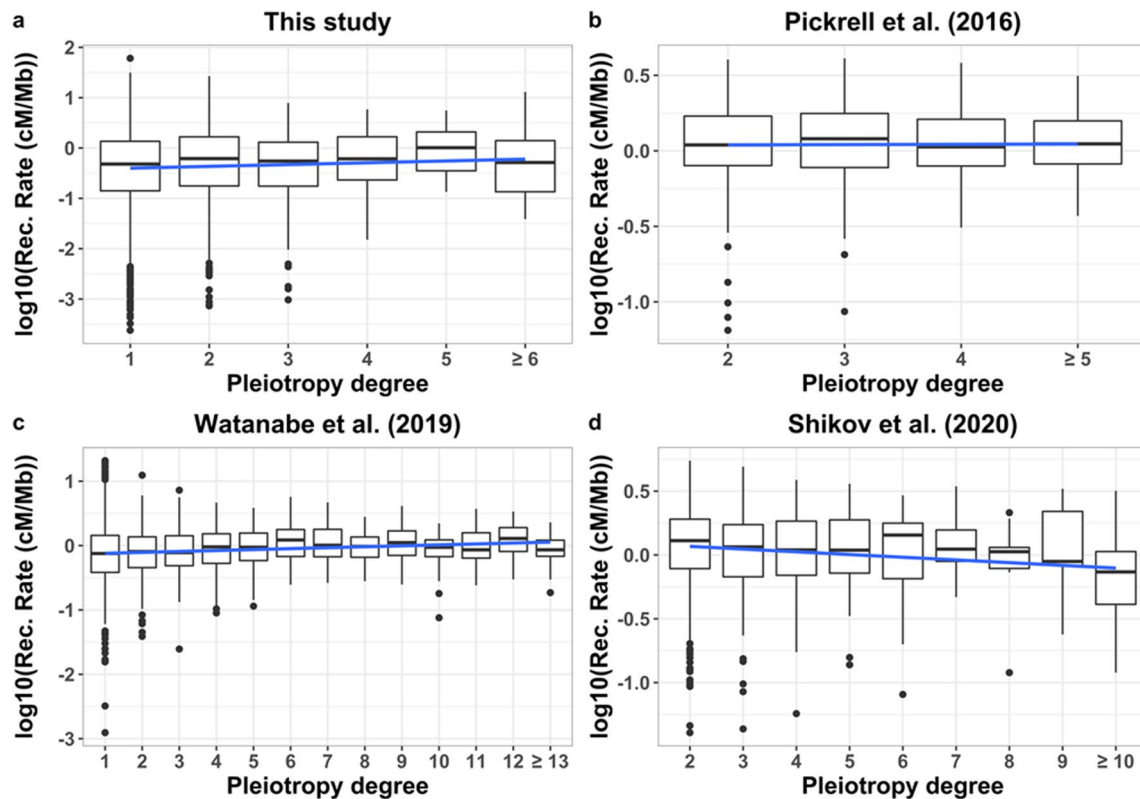 a This study
log10(Rec. Rate (cM/Mb))
2
1
0
-1
-2
-3
1 2 3 4 5 ≥ 6
Pleiotropy degree
b Pickrell et al. (2016)
log10(Rec. Rate (cM/Mb))
0.5
0.0
-0.5
-1.0
2 3 4 ≥ 5
Pleiotropy degree
c Watanabe et al. (2019)
log10(Rec. Rate (cM/Mb))
1
0
-1
-2
-3
1 2 3 4 5 6 7 8 9 10 11 12 ≥ 13
Pleiotropy degree
d Shikov et al. (2020)
log10(Rec. Rate (cM/Mb))
0.5
0.0
-0.5
-1.0
2 3 4 5 6 7 8 9 ≥ 10
Pleiotropy degree